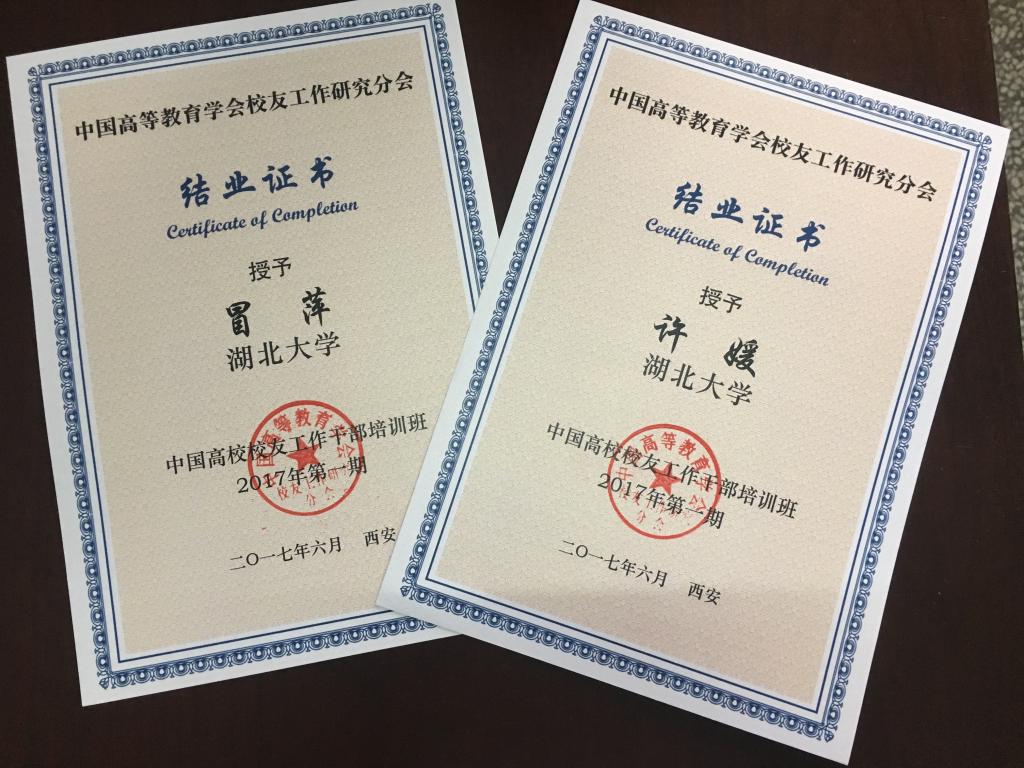 中国高等教育学会校友工作研究分会
结业证书
Certificate of Completion
授予
冒 萍
湖北大学
中国高校校友工作干部培训班
2017年第一期
二〇一七年六月 西安
中国高等教育学会校友工作研究分会
结业证书
Certificate of Completion
授予
许 媛
湖北大学
中国高校校友工作干部培训班
2017年第一期
二〇一七年六月 西安